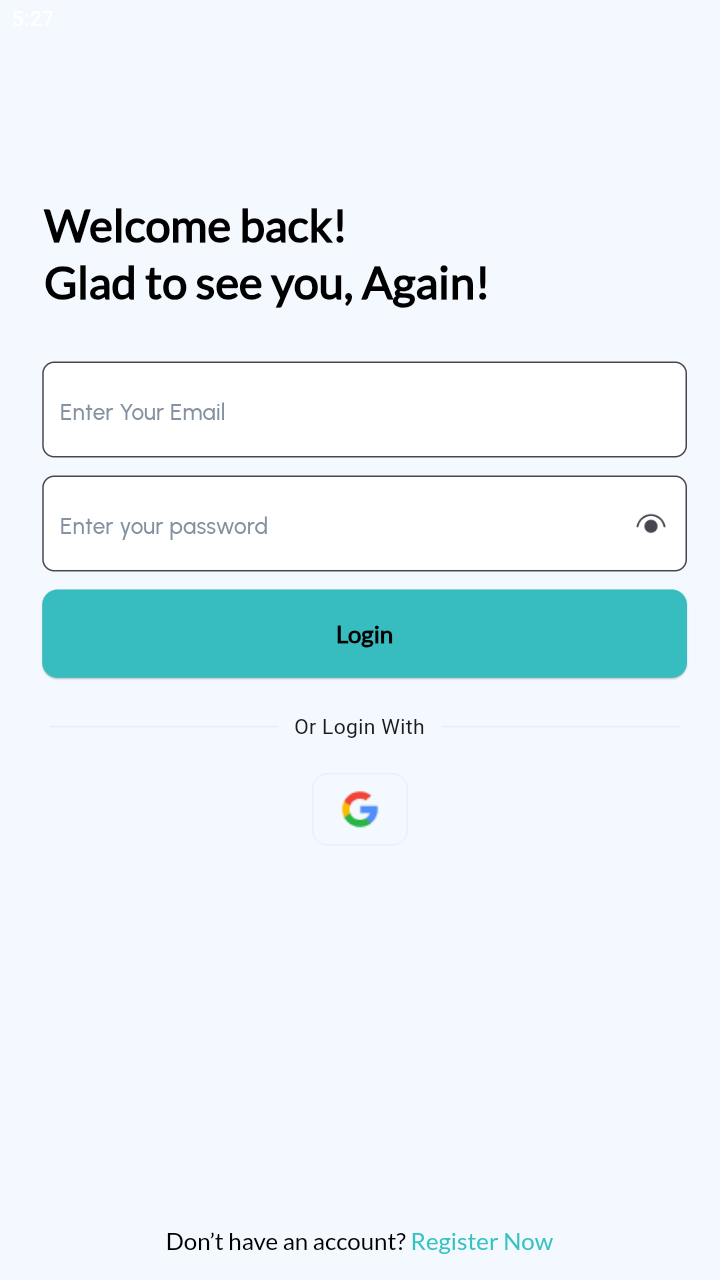 5:27
Welcome back!
Glad to see you, Again!
Enter Your Email
Enter your password
Login
Or Login With
Don’t have an account? Register Now